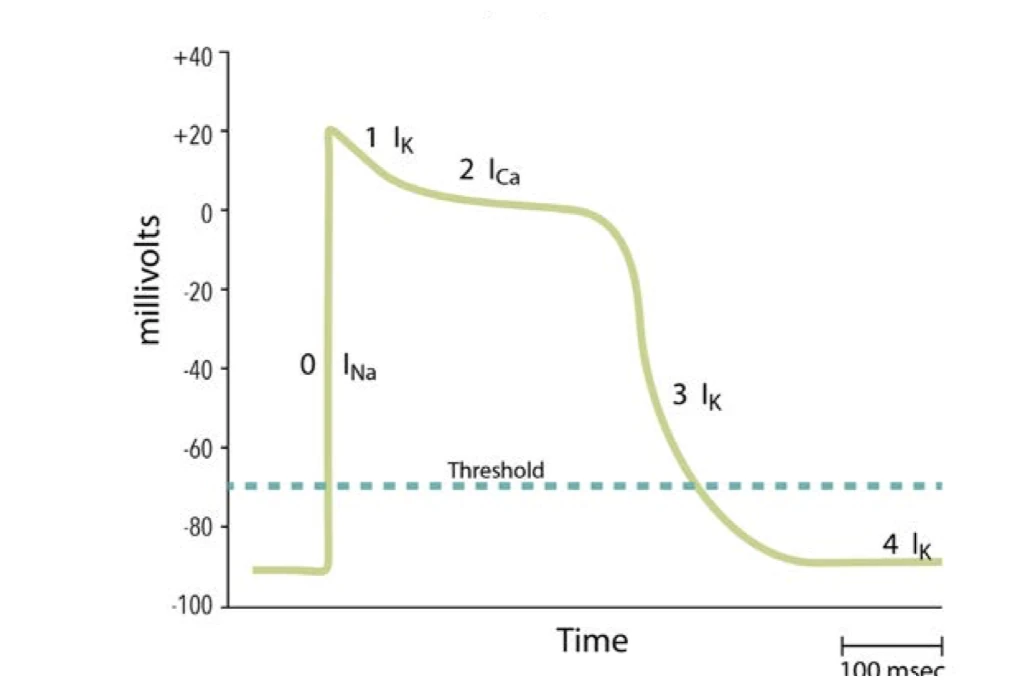 +40
+20
0
-20
-40
-60
-80
-100
millivolts
1 IK
2 ICa
0 INa
3 IK
Threshold
4 IK
Time
100 msec